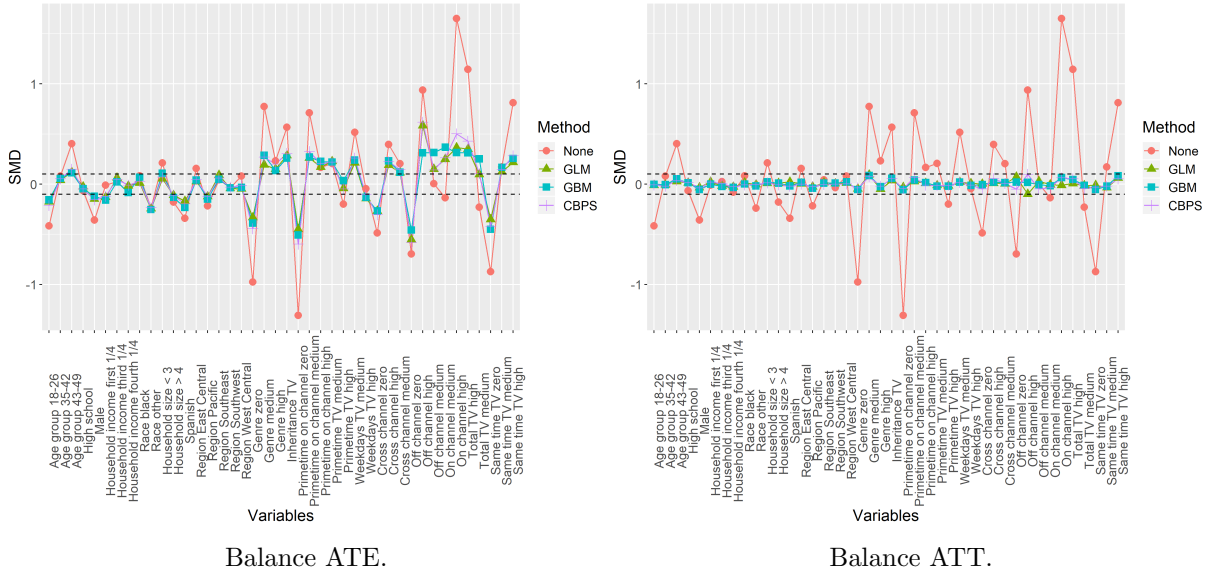 SMD
1
0
-1
Age group 18-26
Age group 35-42
Age group 43-49
High school
Male
Household income first 1/4
Household income third 1/4
Household income fourth 1/4
Race black
Race other
Household size < 3
Household size > 4
Spanish
Region East Central
Region Pacific
Region Southeast
Region Southwest
Region West Central
Genre zero
Genre medium
Genre high
Inheritance TV
Primetime on channel zero
Primetime on channel medium
Primetime on channel high
Primetime TV medium
Primetime TV high
Weekdays TV medium
Weekdays TV high
Cross channel zero
Cross channel high
Cross channel medium
Off channel zero
Off channel high
Off channel medium
On channel medium
On channel high
Total TV high
Total TV medium
Same time TV zero
Same time TV medium
Same time TV high
Variables
Method
None
GLM
GBM
CBPS
Balance ATE.
SMD
1
0
-1
Age group 18-26
Age group 35-42
Age group 43-49
High school
Male
Household income first 1/4
Household income third 1/4
Household income fourth 1/4
Race black
Race other
Household size < 3
Household size > 4
Spanish
Region East Central
Region Pacific
Region Southeast
Region Southwest
Region West Central
Genre zero
Genre medium
Genre high
Inheritance TV
Primetime on channel zero
Primetime on channel medium
Primetime on channel high
Primetime TV medium
Primetime TV high
Weekdays TV medium
Weekdays TV high
Cross channel zero
Cross channel high
Cross channel medium
Off channel zero
Off channel high
Off channel medium
On channel medium
On channel high
Total TV high
Total TV medium
Same time TV zero
Same time TV medium
Same time TV high
Variables
Method
None
GLM
GBM
CBPS
Balance ATT.